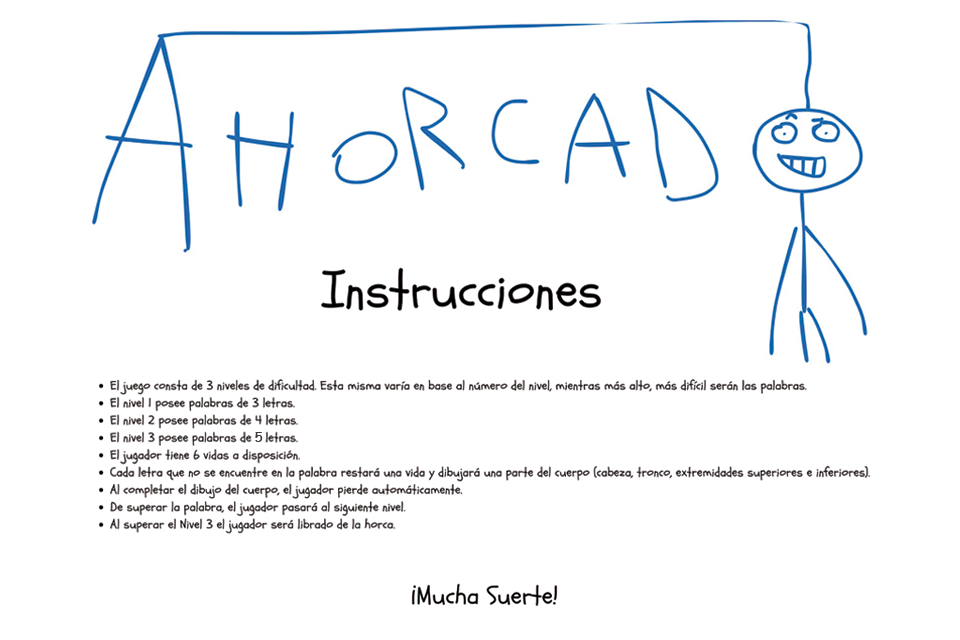 AHORCADO
Instrucciones
• El juego consta de 3 niveles de dificultad. Esta misma varía en base al número del nivel, mientras más alto, más difícil serán las palabras.
• El nivel 1 posee palabras de 3 letras.
• El nivel 2 posee palabras de 4 letras.
• El nivel 3 posee palabras de 5 letras.
• El jugador tiene 6 vidas a disposición.
• Cada letra que no se encuentre en la palabra restará una vida y dibujará una parte del cuerpo (cabeza, tronco, extremidades superiores e inferiores).
• Al completar el dibujo del cuerpo, el jugador pierde automáticamente.
• De superar la palabra, el jugador pasará al siguiente nivel.
• Al superar el Nivel 3 el jugador será librado de la horca.
¡Mucha Suerte!